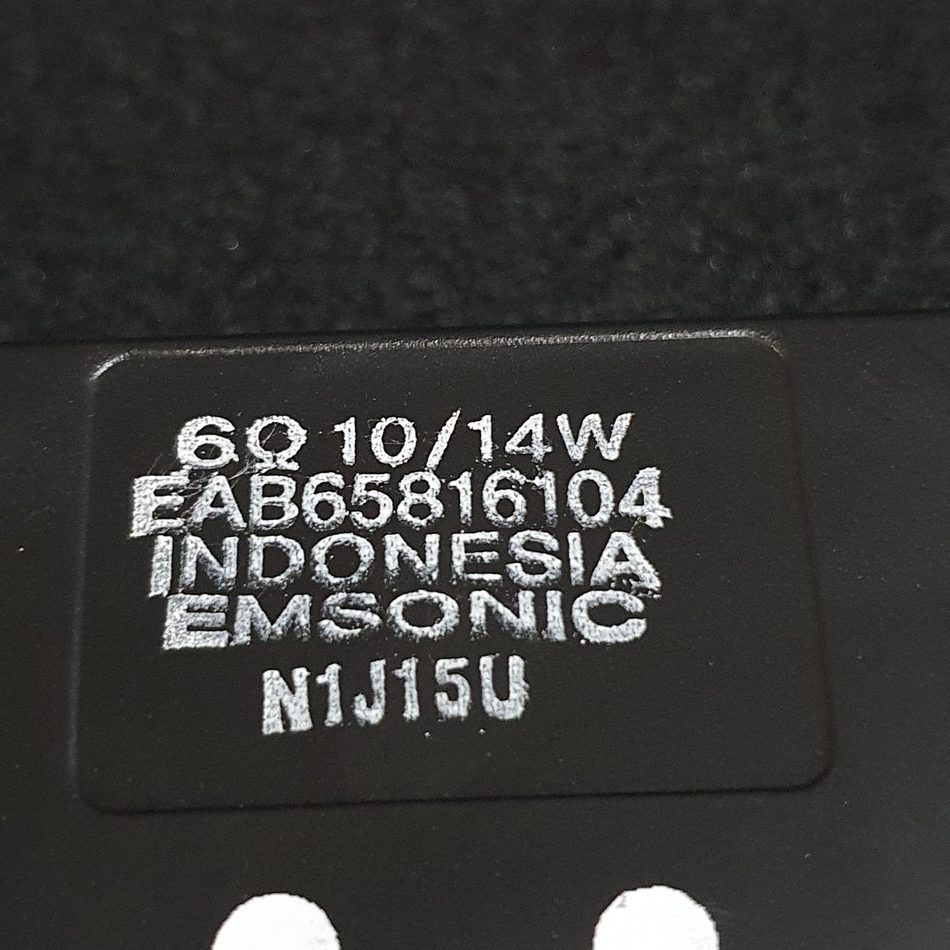 6Ω 10/14W
EAB65816104
INDONESIA
EMSONIC
N1J15U